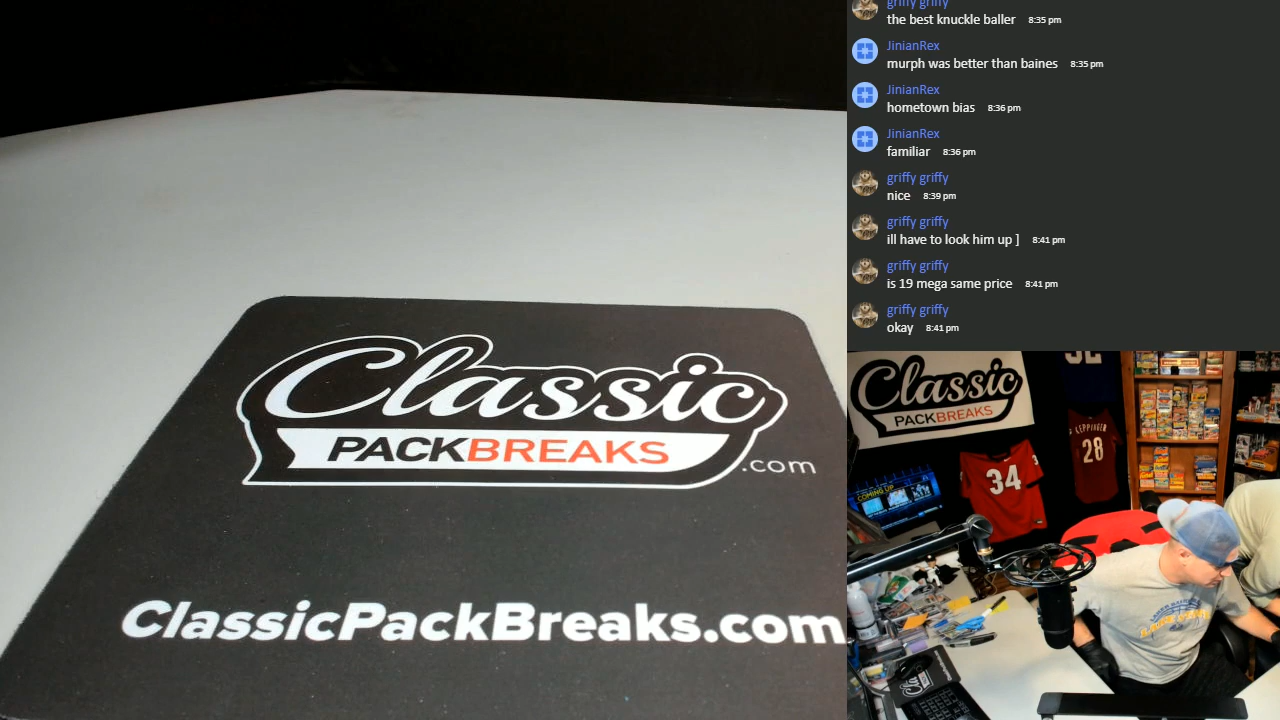 griffy griffy
the best knuckle baller 8:35 pm
JinianRex
murph was better than baines 8:35 pm
JinianRex
hometown bias 8:36 pm
JinianRex
familiar 8:36 pm
griffy griffy
nice 8:39 pm
griffy griffy
ill have to look him up ] 8:41 pm
griffy griffy
is 19 mega same price 8:41 pm
griffy griffy
okay 8:41 pm
Classic
PACKBREAKS
.com
ClassicPackBreaks.com
Classic
PACKBREAKS
COMING UP
34
LEPPINGER
28
Classic